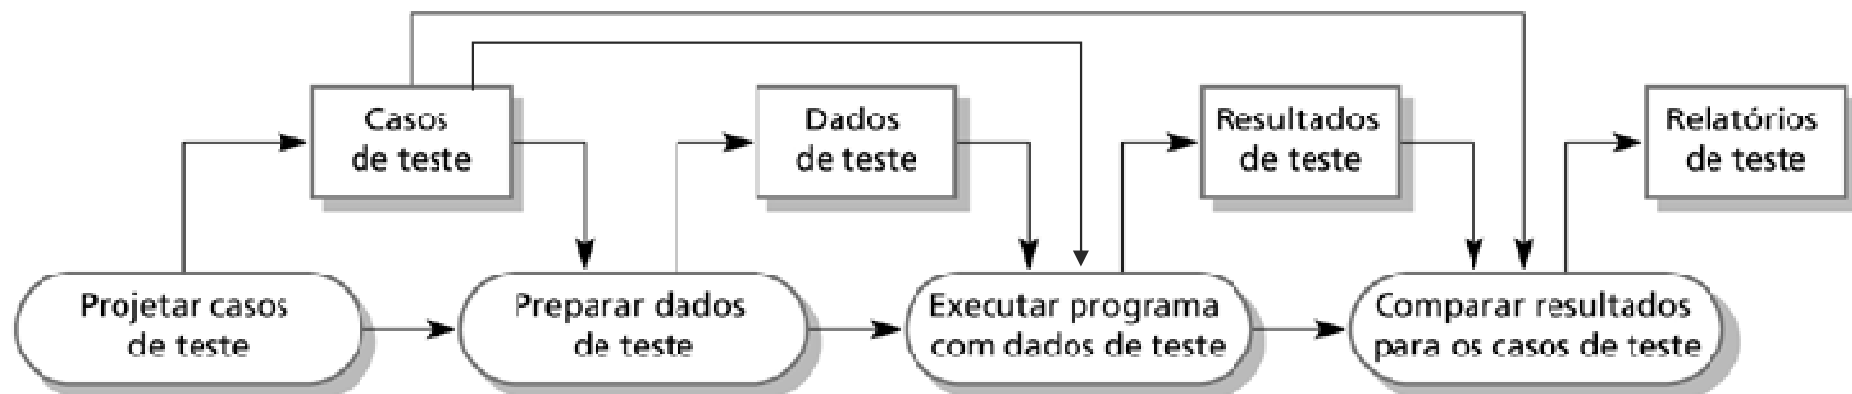 Casos
de teste
Dados
de teste
Resultados
de teste
Relatórios
de teste
Projetar casos
de teste
Preparar dados
de teste
Executar programa
com dados de teste
Comparar resultados
para os casos de teste